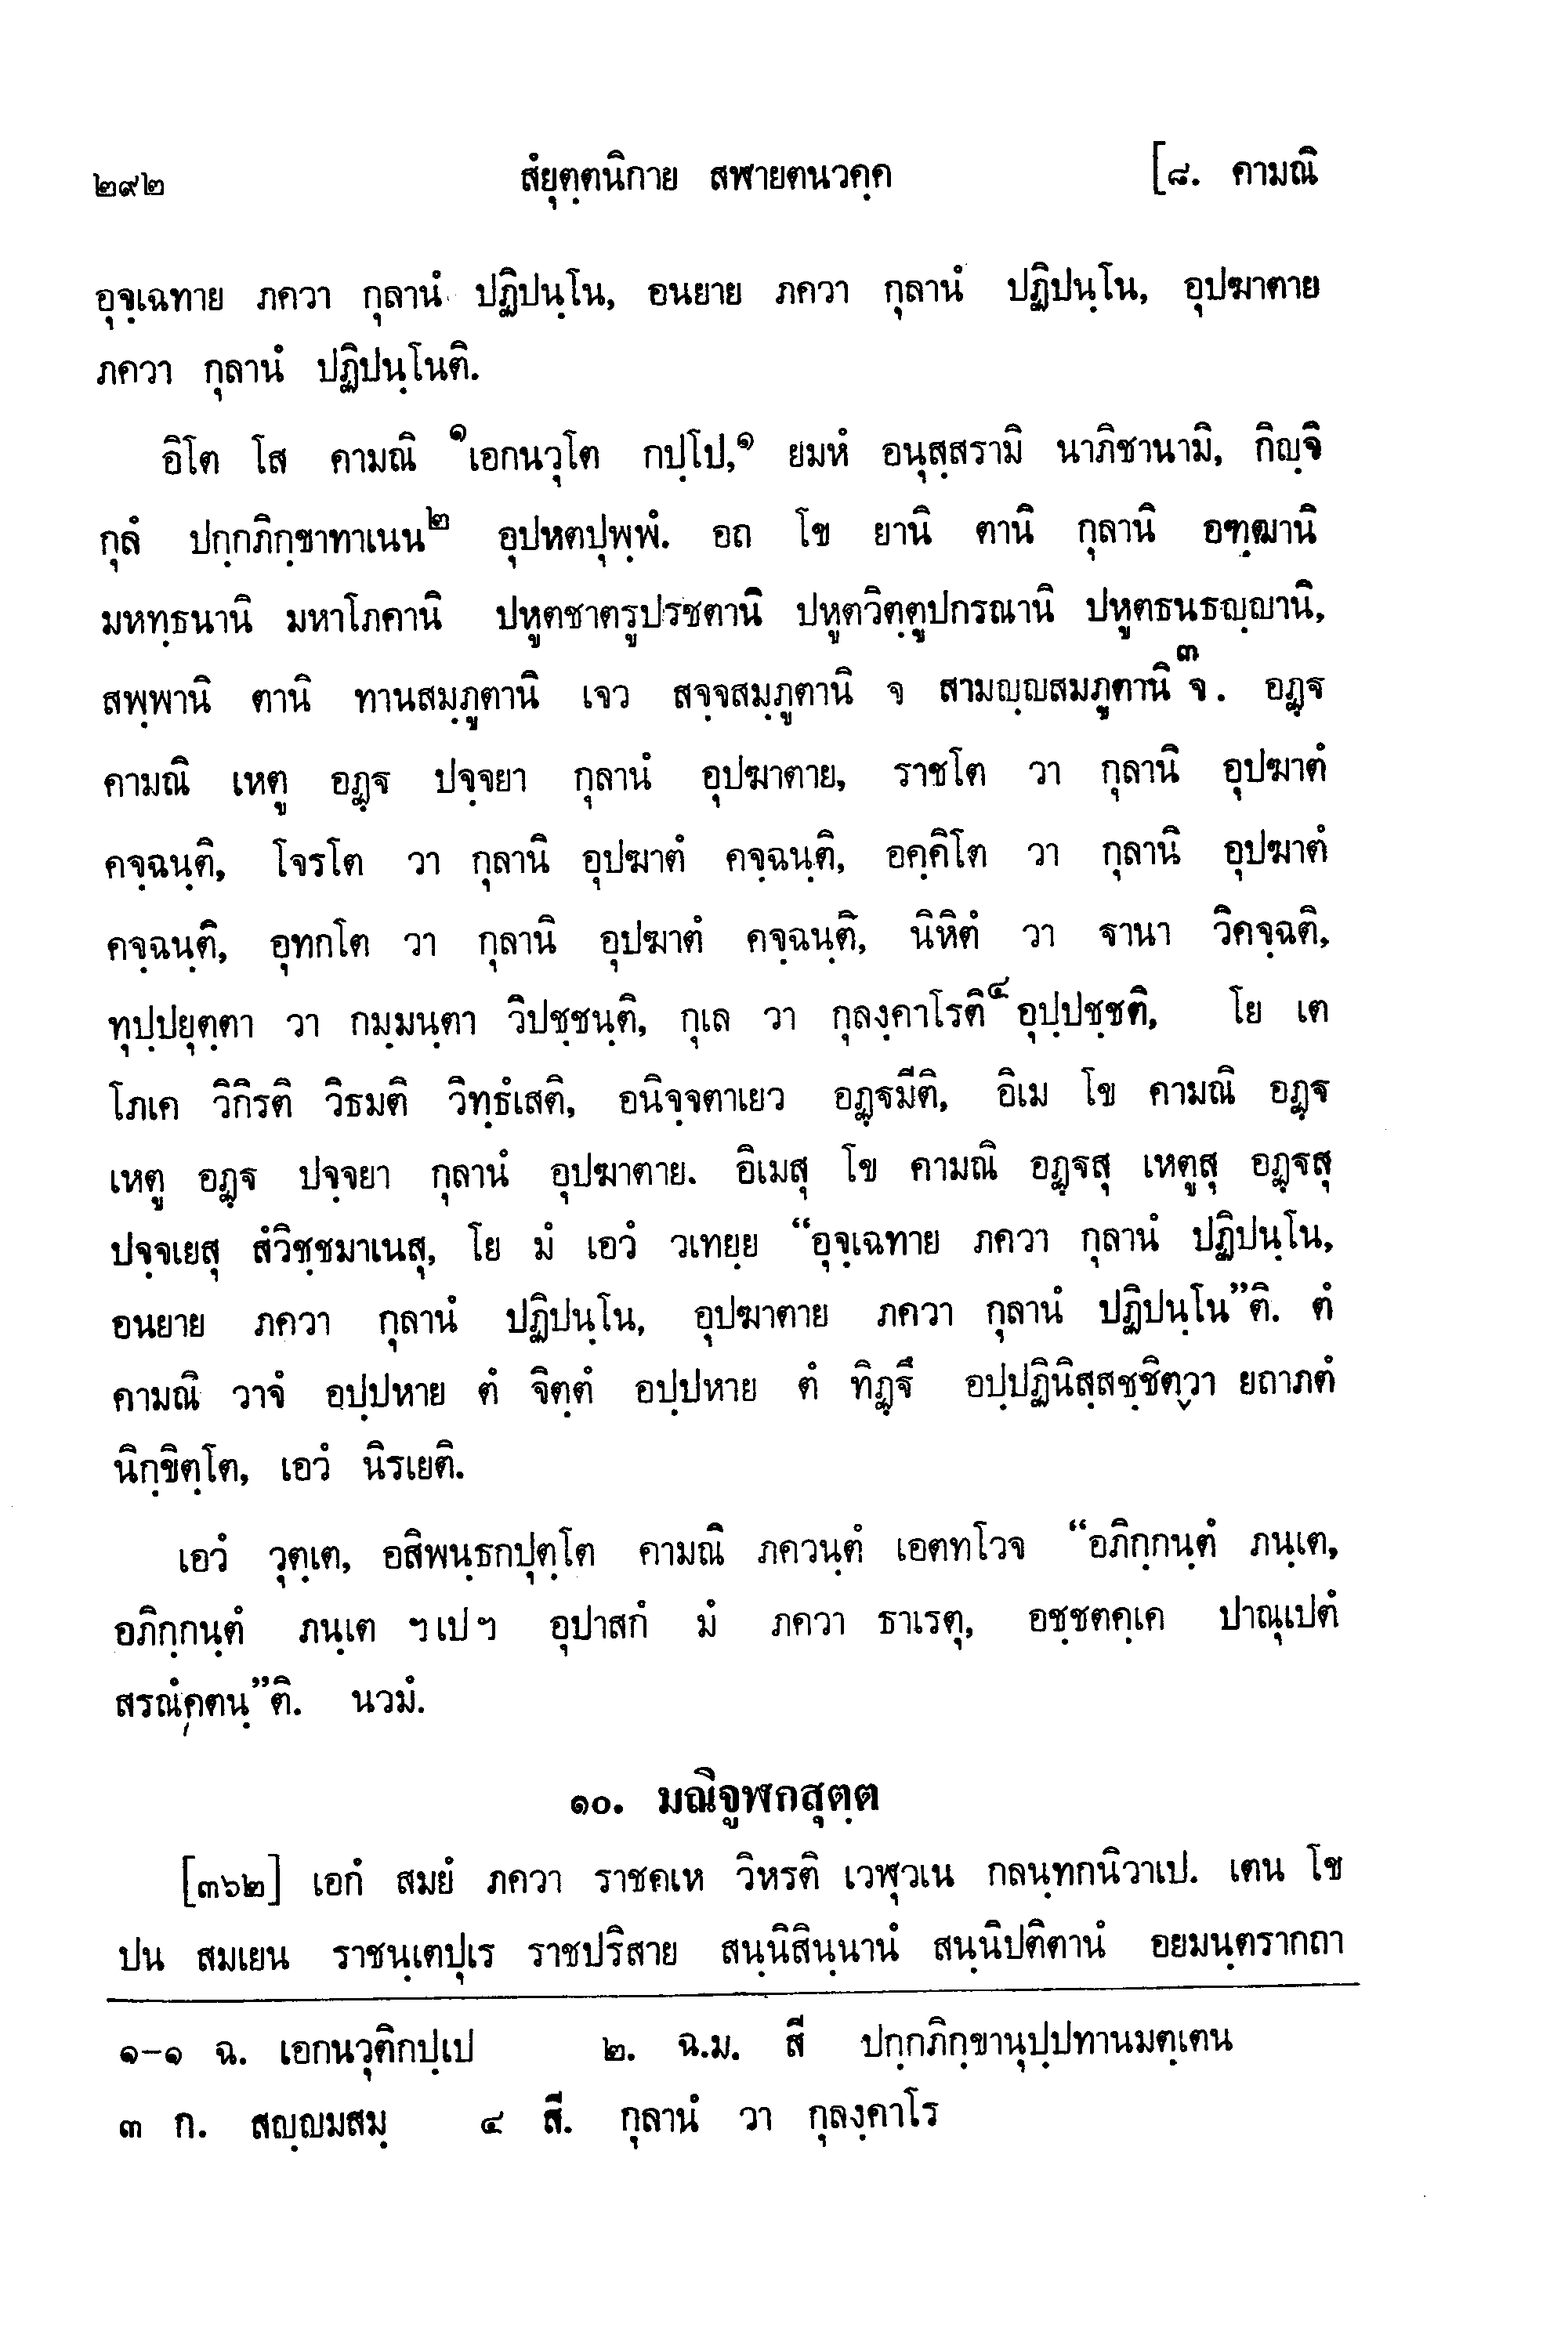 ๒๙๒ สํยุตฺตนิกาย สฬายตนวคฺค [๘. คามณิ
อุจฺเฉทาย ภควา กุลานํ ปฏิปนฺโน, อนยาย ภควา กุลานํ ปฏิปนฺโน, อุปฆาตาย
ภควา กุลานํ ปฏิปนฺโนติ.
อิโต โส คามณิ ๑เอกนวุโต กปฺโป,๑ ยมหํ อนุสฺสรามิ นาภิชานามิ, กิญฺจิ
กุลํ ปกฺกภิกฺขาทาเนน๒ อุปหตปุพฺพํ. อถ โข ยานิ ตานิ กุลานิ อฑฺฒานิ
มหทฺธนานิ มหาโภคานิ ปหูตชาตรูปรชตานิ ปหูตวิตฺตูปกรณานิ ปหูตธนธญฺญานิ,
สพฺพานิ ตานิ ทานสมฺภูตานิ เจว สจฺจสมฺภูตานิ จ สามญฺญสมภูตานิ๓ จ. อฏฺฐ
คามณิ เหตู อฏฺฐ ปจฺจยา กุลานํ อุปฆาตาย, ราชโต วา กุลานิ อุปฆาตํ
คจฺฉนฺติ, โจรโต วา กุลานิ อุปฆาตํ คจฺฉนฺติ, อคฺคิโต วา กุลานิ อุปฆาตํ
คจฺฉนฺติ, อุทกโต วา กุลานิ อุปฆาตํ คจฺฉนฺติ, นิหิตํ วา ฐานา วิคจฺฉติ,
ทุปฺปยุตฺตา วา กมฺมนฺตา วิปชฺชนฺติ, กุเล วา กุลงฺคาโรติ๔ อุปฺปชฺชติ, โย เต
โภเค วิกิรติ วิธมติ วิทฺธํเสติ, อนิจฺจตาเยว อฏฺฐมีติ, อิเม โข คามณิ อฏฺฐ
เหตู อฏฺฐ ปจฺจยา กุลานํ อุปฆาตาย. อิเมสุ โข คามณิ อฏฺฐสุ เหตูสุ อฏฺฐสุ
ปจฺจเยสุ สํวิชฺชมาเนสุ, โย มํ เอวํ วเทยฺย “อุจฺเฉทาย ภควา กุลานํ ปฏิปนฺโน,
อนยาย ภควา กุลานํ ปฏิปนฺโน, อุปฆาตาย ภควา กุลานํ ปฏิปนฺโน”ติ. ตํ
คามณิ วาจํ อปฺปหาย ตํ จิตฺตํ อปฺปหาย ตํ ทิฏฺฐึ อปฺปฏินิสฺสชฺชิตฺวา ยถาภตํ
นิกฺขิตฺโต, เอวํ นิรเยติ.
เอวํ วุตฺเต, อสิพนฺธกปุตฺโต คามณิ ภควนฺตํ เอตทโวจ “อภิกฺกนฺตํ ภนฺเต,
อภิกฺกนฺตํ ภนฺเต ฯเปฯ อุปาสกํ มํ ภควา ธาเรตุ, อชฺชตคฺเค ปาณุเปตํ
สรณํคตนฺ”ติ. นวมํ.
๑๐. มณิจูฬกสุตฺต
[๓๖๒] เอกํ สมยํ ภควา ราชคเห วิหรติ เวฬุวเน กลนฺทกนิวาเป. เตน โข
ปน สมเยน ราชนฺเตปุเร ราชปริสาย สนฺนิสินฺนานํ สนฺนิปติตานํ อยมนฺตรากถา
๑–๑ ฉ. เอกนวุติกปฺเป ๒. ฉ.ม. สี ปกฺกภิกฺขานุปฺปทานมตฺเตน
๓ ก. สญฺญมสมฺ ๔ สี. กุลานํ วา กุลงฺคาโร